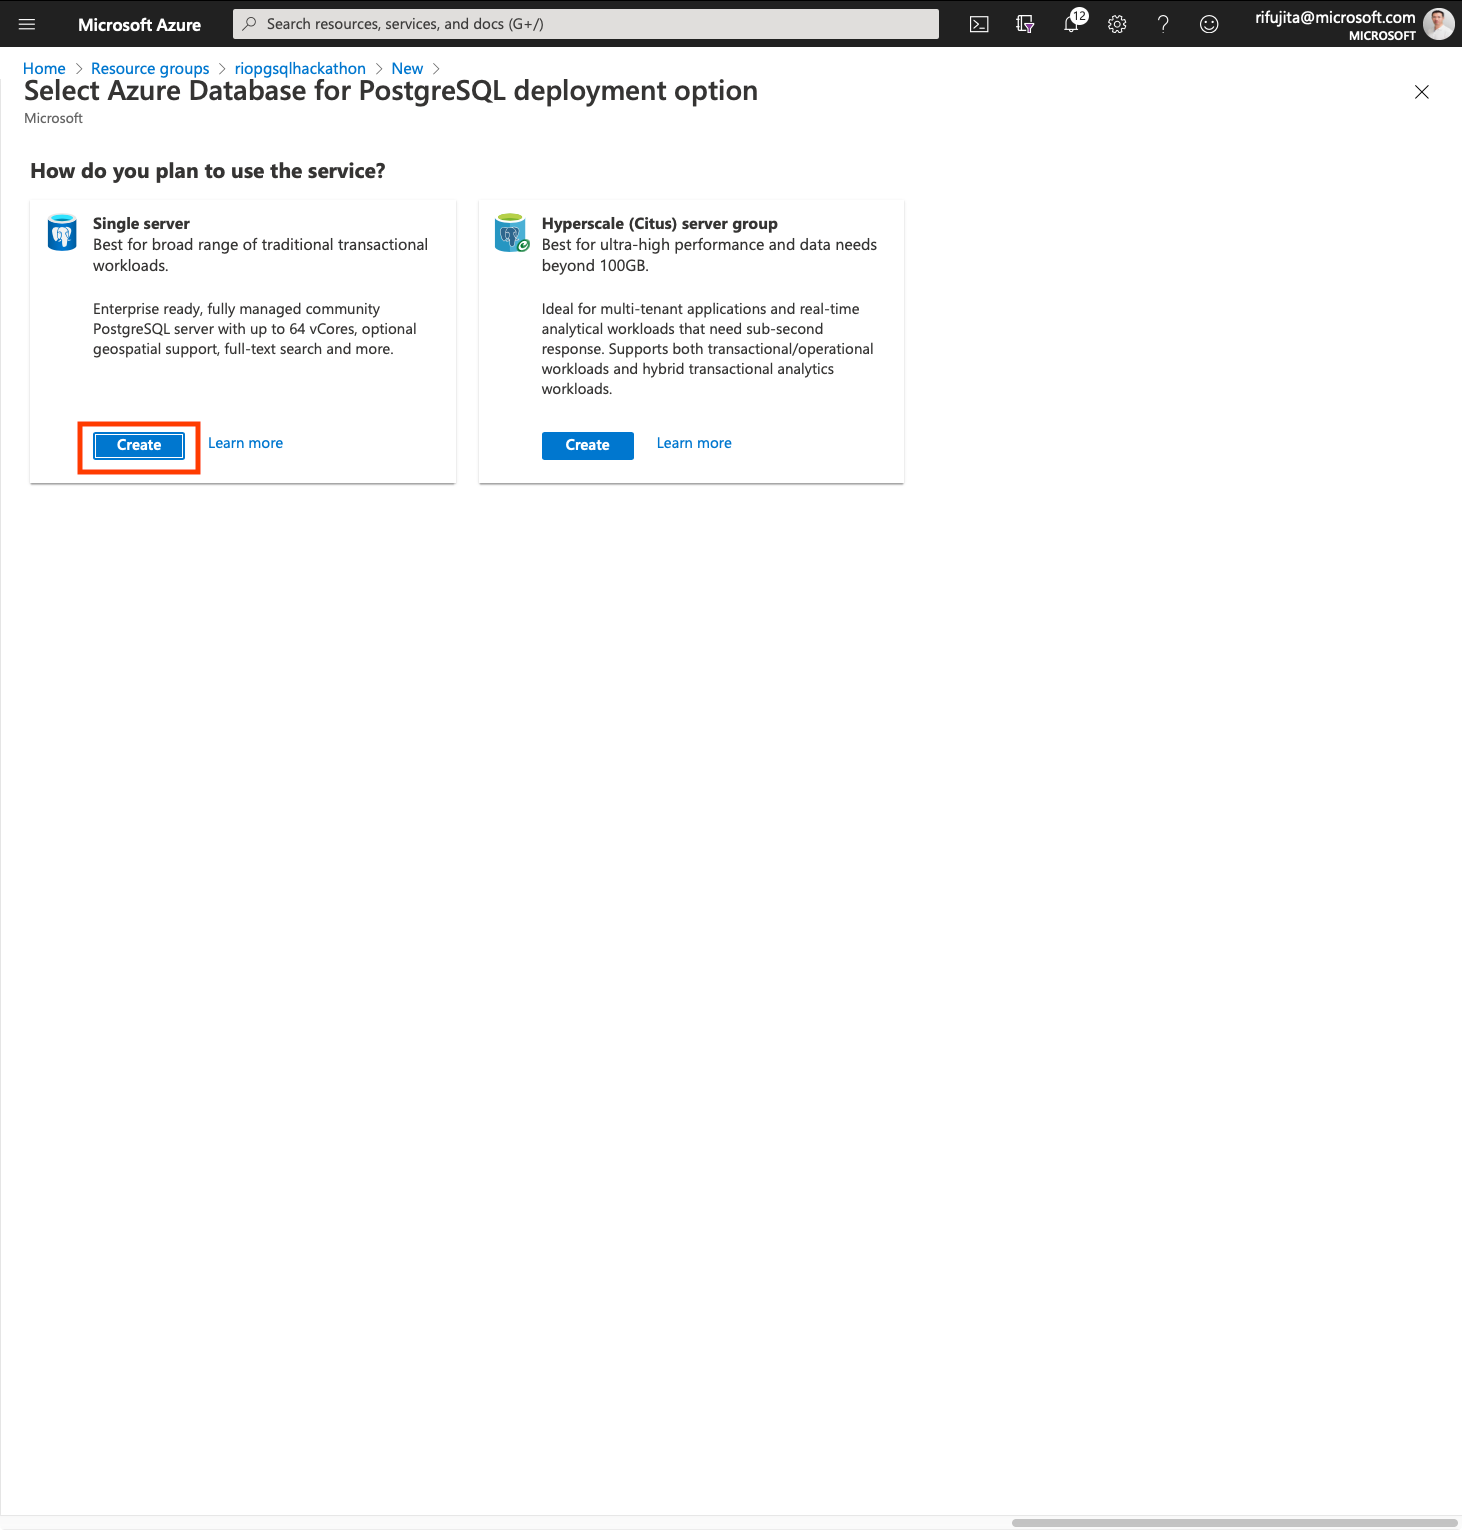 Microsoft Azure
Search resources, services, and docs (G+/)
12
rifujita@microsoft.com
MICROSOFT
Home > Resource groups > riopgsqlhackathon > New >
Select Azure Database for PostgreSQL deployment option
Microsoft
How do you plan to use the service?
Single server
Best for broad range of traditional transactional
workloads.
Enterprise ready, fully managed community
PostgreSQL server with up to 64 vCores, optional
geospatial support, full-text search and more.
Create
Learn more
Hyperscale (Citus) server group
Best for ultra-high performance and data needs
beyond 100GB.
Ideal for multi-tenant applications and real-time
analytical workloads that need sub-second
response. Supports both transactional/operational
workloads and hybrid transactional analytics
workloads.
Create
Learn more